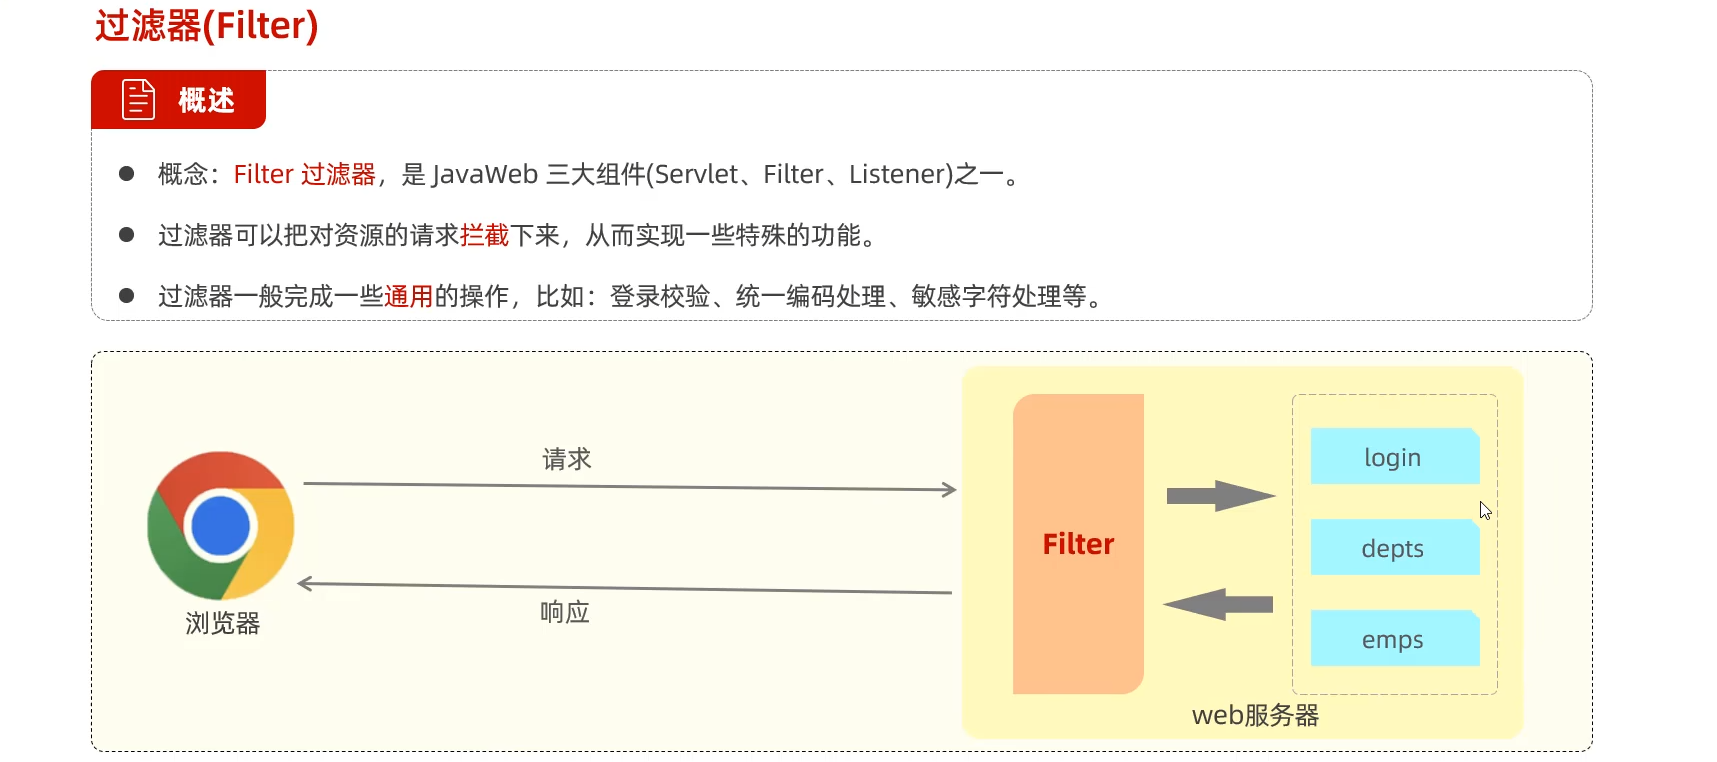 过滤器(Filter)
概述
概念：Filter 过滤器，是 JavaWeb 三大组件(Servlet、Filter、Listener)之一。
过滤器可以把对资源的请求拦截下来，从而实现一些特殊的功能。
过滤器一般完成一些通用的操作，比如：登录校验、统一编码处理、敏感字符处理等。
请求
响应
浏览器
Filter
login
depts
emps
web服务器